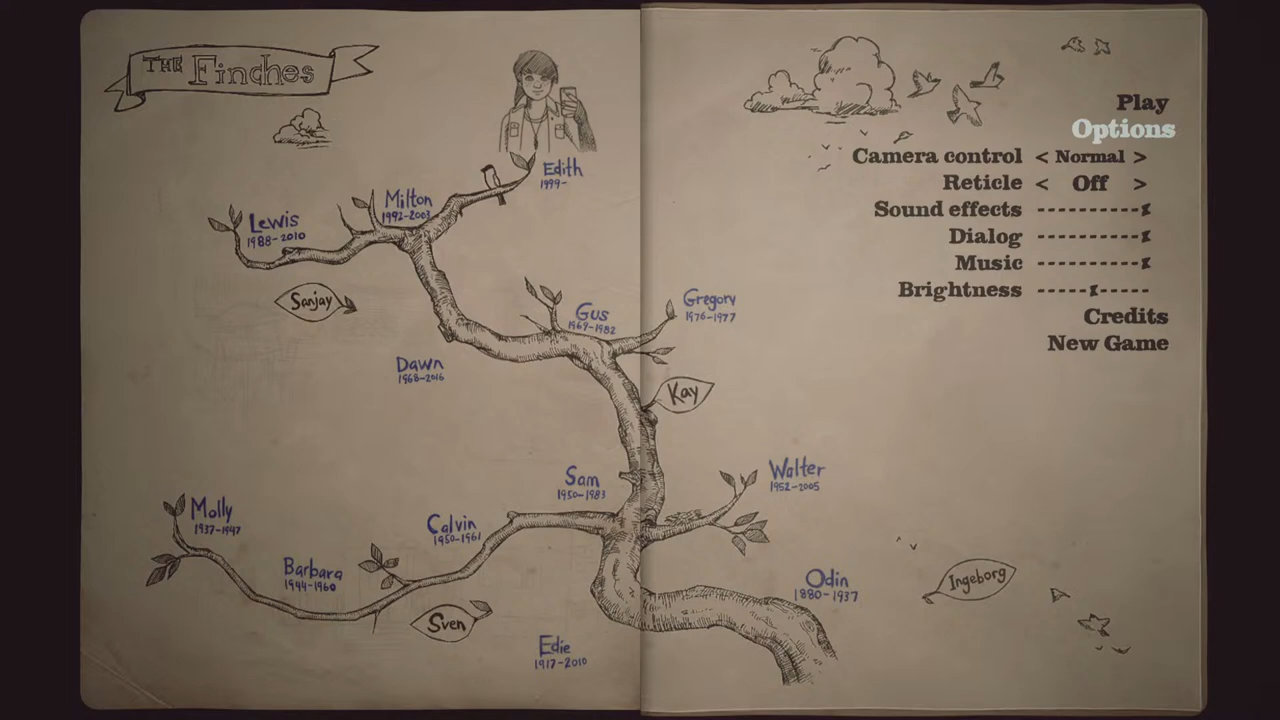 THE Finches
Edith
1999-
Milton
1992-2003
Lewis
1988-2010
Sanjay
Gus
1969-1982
Gregory
1976-1977
Dawn
1968-2016
Kay
Sam
1950-1983
Walter
1952-2005
Molly
1937-1947
Calvin
1950-1961
Barbara
1944-1960
Sven
Edie
1917-2010
Odin
1880-1937
Ingeborg
Play
Options
Camera control < Normal >
Reticle < Off >
Sound effects
Dialog
Music
Brightness
Credits
New Game